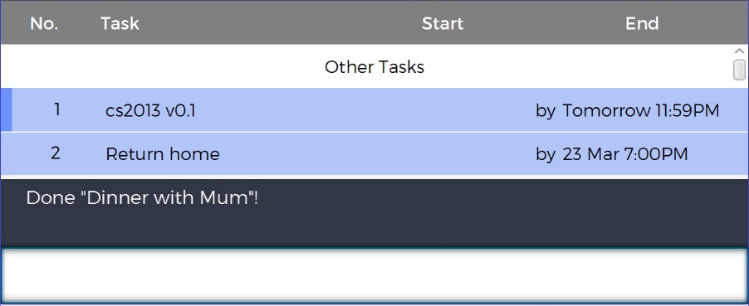 No. Task Start End
Other Tasks
1 cs2013 v0.1 by Tomorrow 11:59PM
2 Return home by 23 Mar 7:00PM
Done "Dinner with Mum"!